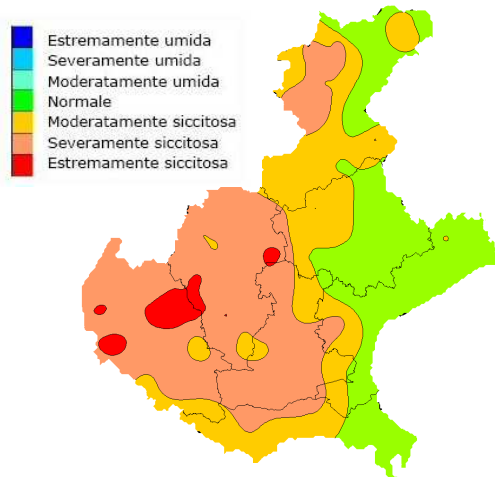 Estremamente umida
Severamente umida
Moderatamente umida
Normale
Moderatamente siccitosa
Severamente siccitosa
Estremamente siccitosa